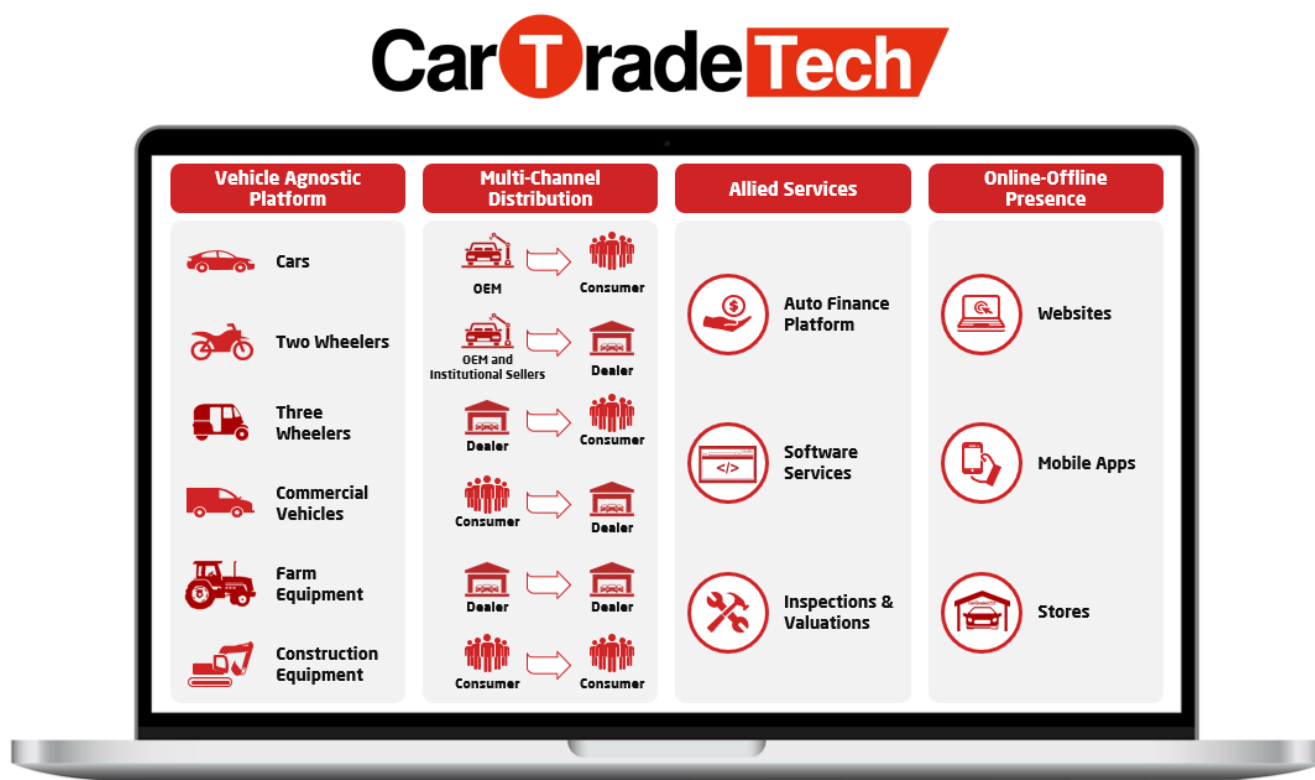 CarTradeTech
Vehicle Agnostic
Platform
Cars
Two Wheelers
Three
Wheelers
Commercial
Vehicles
Farm
Equipment
Construction
Equipment
Multi-Channel
Distribution
OEM
Consumer
OEM and
Institutional Sellers
Dealer
Dealer
Consumer
Consumer
Dealer
Dealer
Dealer
Consumer
Consumer
Allied Services
Auto Finance
Platform
$
Software
Services
</>
Inspections &
Valuations
Online-Offline
Presence
Websites
Mobile Apps
Stores